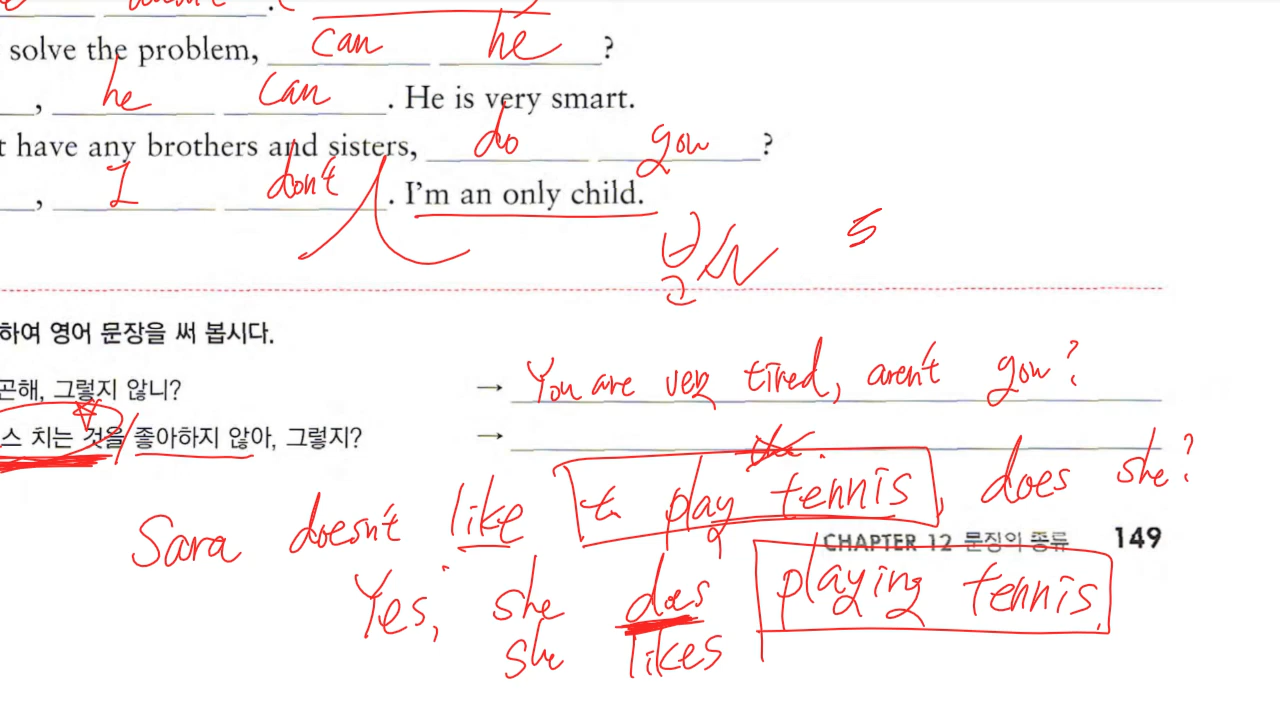 solve the problem, can he ?
, he can . He is very smart.
t have any brothers and sisters, do you ?
, I don't . I'm an only child.
5
하여 영어 문장을 써 봅시다.
곤해, 그렇지 않니? → You are very tired, aren't you?
스 치는 것을 좋아하지 않아, 그렇지? →
Sara doesn't like to play tennis, does she?
CHAPTER 12 문장의 종류 149
Yes, she does playing tennis.
she likes